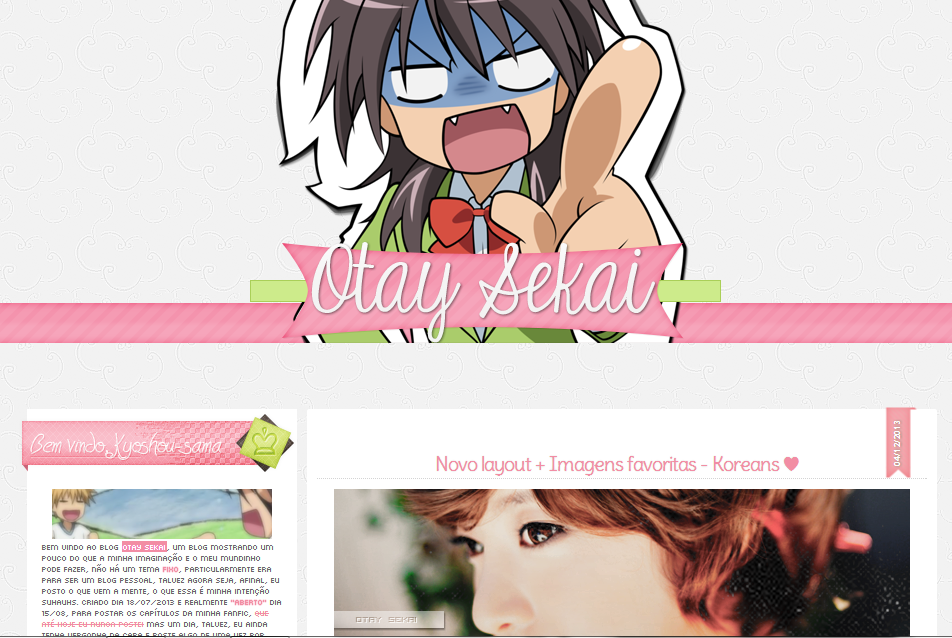 Otay Sekai
Bem vindo Kyoshou-sama
BEM VINDO AO BLOG OTAY SEKAI, UM BLOG MOSTRANDO UM
POUCO DO QUE A MINHA IMAGINAÇÃO E O MEU MUNDINHO
PODE FAZER, NÃO HÁ UM TEMA FIXO, PARTICULARMENTE ERA
PARA SER UM BLOG PESSOAL, TALVEZ AGORA SEJA, AFINAL, EU
POSTO O QUE VEM A MENTE, O QUE ESSA É MINHA INTENÇÃO
SUHAUHS. CRIADO DIA 18/07/2013 E REALMENTE "ABERTO" DIA
15/08, PARA POSTAR OS CAPÍTULOS DA MINHA FANFIC, QUE
ATÉ HOJE EU NUNCA POSTEI MAS UM DIA, TALVEZ, EU AINDA
TENHA VERGONHA DA CARA E POSTE ALGO DE UMA VEZ POR
04/12/2013
Novo layout + Imagens favoritas - Koreans ♥
OTAY SEKAI